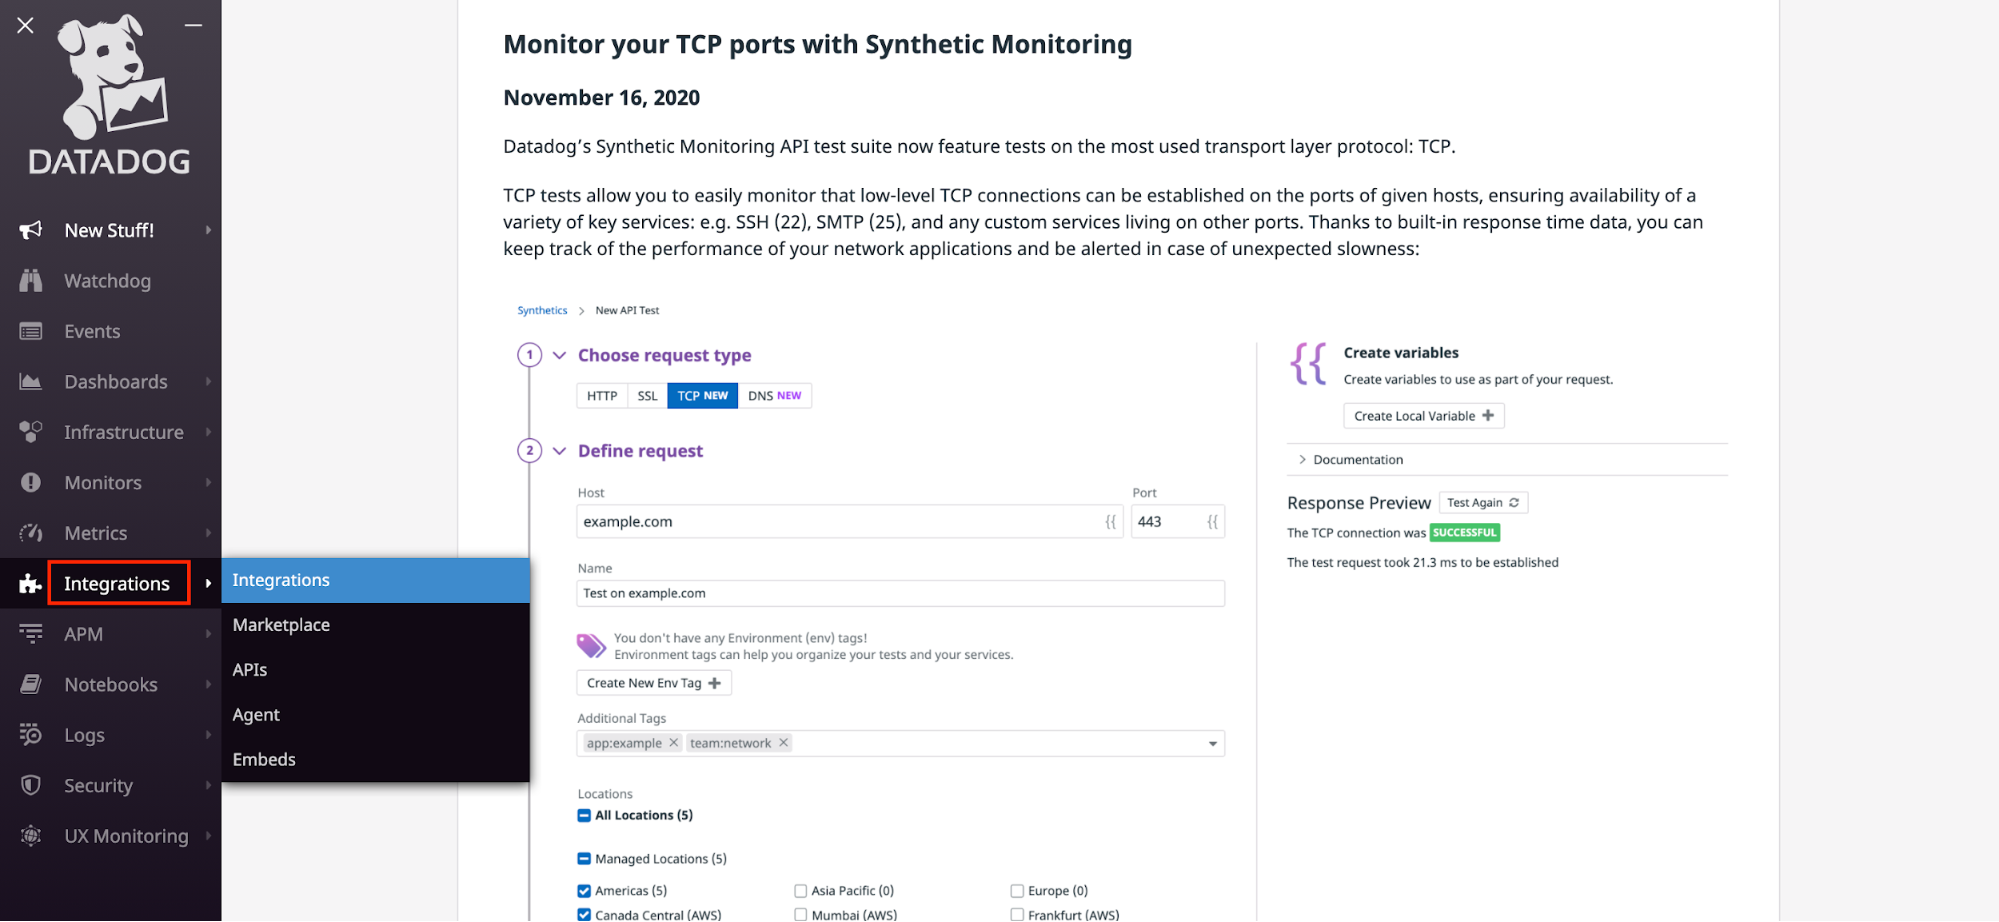 DATADOG
New Stuff!
Watchdog
Events
Dashboards
Infrastructure
Monitors
Metrics
Integrations
APM
Notebooks
Logs
Security
UX Monitoring
Integrations
Marketplace
APIs
Agent
Embeds
Monitor your TCP ports with Synthetic Monitoring
November 16, 2020
Datadog’s Synthetic Monitoring API test suite now feature tests on the most used transport layer protocol: TCP.
TCP tests allow you to easily monitor that low-level TCP connections can be established on the ports of given hosts, ensuring availability of a
variety of key services: e.g. SSH (22), SMTP (25), and any custom services living on other ports. Thanks to built-in response time data, you can
keep track of the performance of your network applications and be alerted in case of unexpected slowness:
Synthetics > New API Test
1 Choose request type
HTTP SSL TCP NEW DNS NEW
2 Define request
Host Port
example.com {{ 443 {{
Name
Test on example.com
You don't have any Environment (env) tags!
Environment tags can help you organize your tests and your services.
Create New Env Tag +
Additional Tags
app:example × team:network ×
Locations
All Locations (5)
Managed Locations (5)
Americas (5) Asia Pacific (0) Europe (0)
Canada Central (AWS) Mumbai (AWS) Frankfurt (AWS)
{{ Create variables
Create variables to use as part of your request.
Create Local Variable +
> Documentation
Response Preview Test Again
The TCP connection was SUCCESSFUL
The test request took 21.3 ms to be established